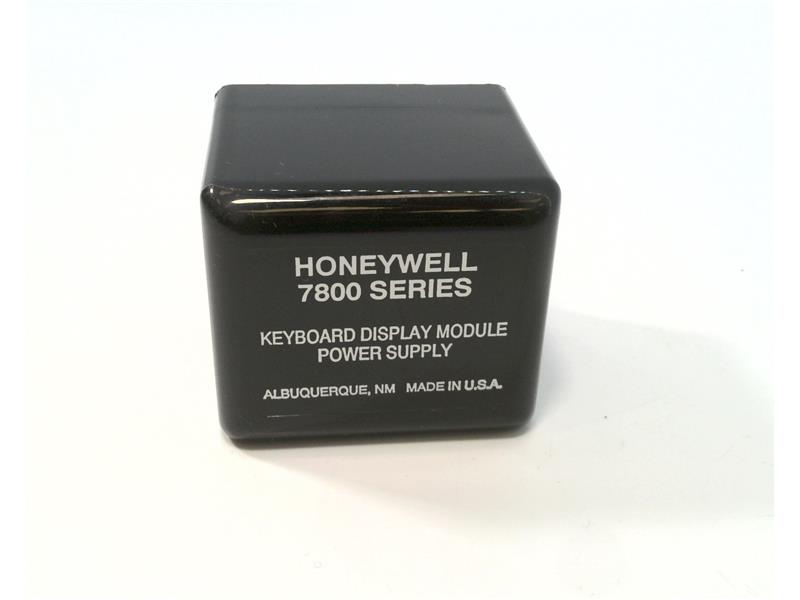 HONEYWELL
7800 SERIES
KEYBOARD DISPLAY MODULE
POWER SUPPLY
ALBUQUERQUE, NM MADE IN U.S.A.